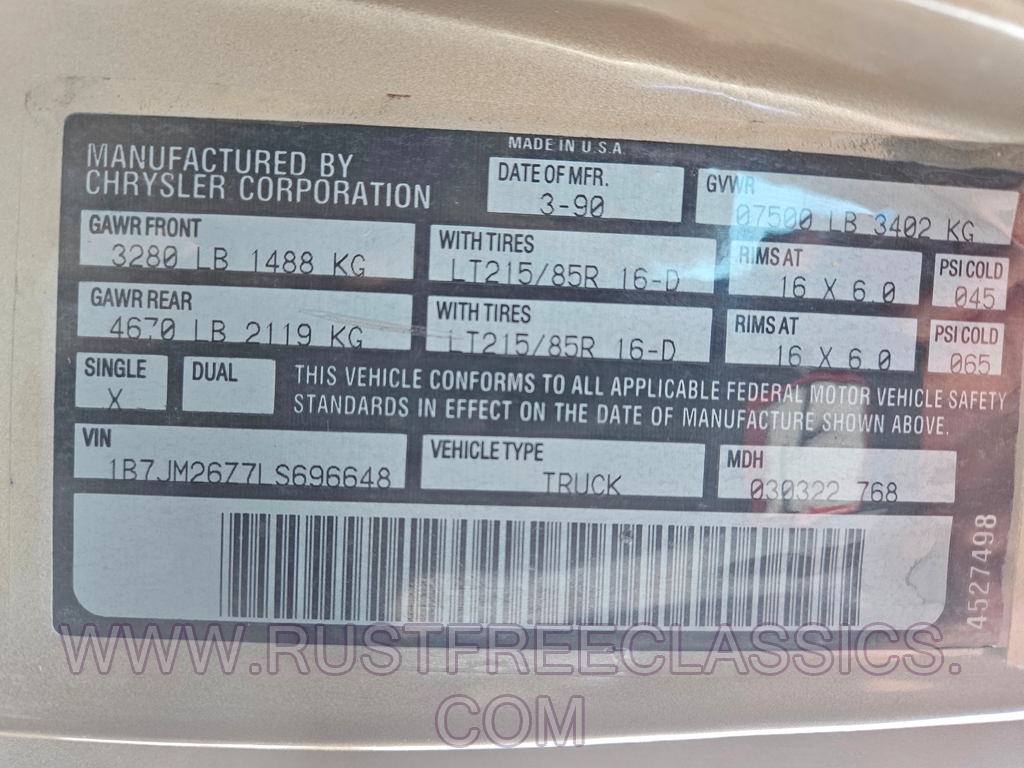 MADE IN U.S.A.
MANUFACTURED BY
CHRYSLER CORPORATION
DATE OF MFR.
3-90
GVWR
07500 LB 3402 KG
GAWR FRONT
3280 LB 1488 KG
WITH TIRES
LT215/85R 16-D
RIMS AT
16 X 6.0
PSI COLD
045
GAWR REAR
4670 LB 2119 KG
WITH TIRES
LT215/85R 16-D
RIMS AT
16 X 6.0
PSI COLD
065
SINGLE
X
DUAL
THIS VEHICLE CONFORMS TO ALL APPLICABLE FEDERAL MOTOR VEHICLE SAFETY
STANDARDS IN EFFECT ON THE DATE OF MANUFACTURE SHOWN ABOVE.
VIN
1B7JM26Z7LS696648
VEHICLE TYPE
TRUCK
MDH
030322 768
4527498
WWW.RUSTFREECLASSICS.
COM